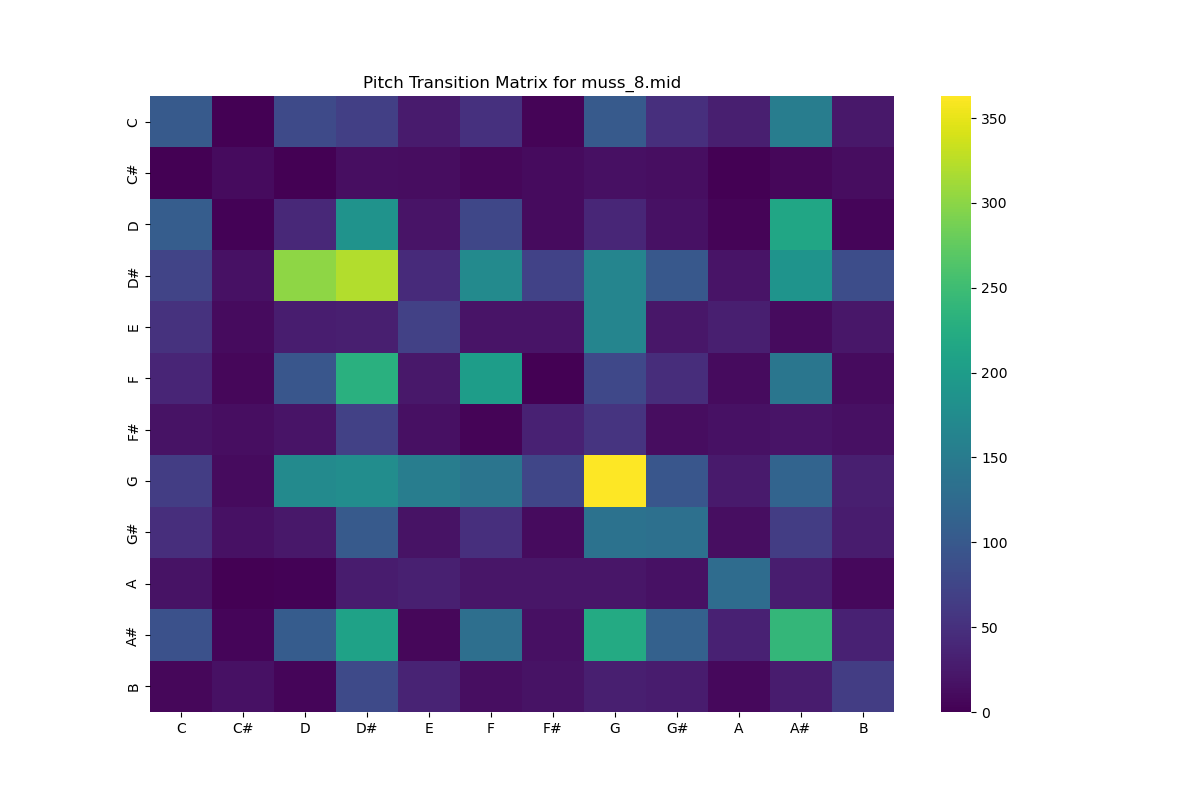 Pitch Transition Matrix for muss_8.mid
C
C#
D
D#
E
F
F#
G
G#
A
A#
B
C C# D D# E F F# G G# A A# B
350
300
250
200
150
100
50
0